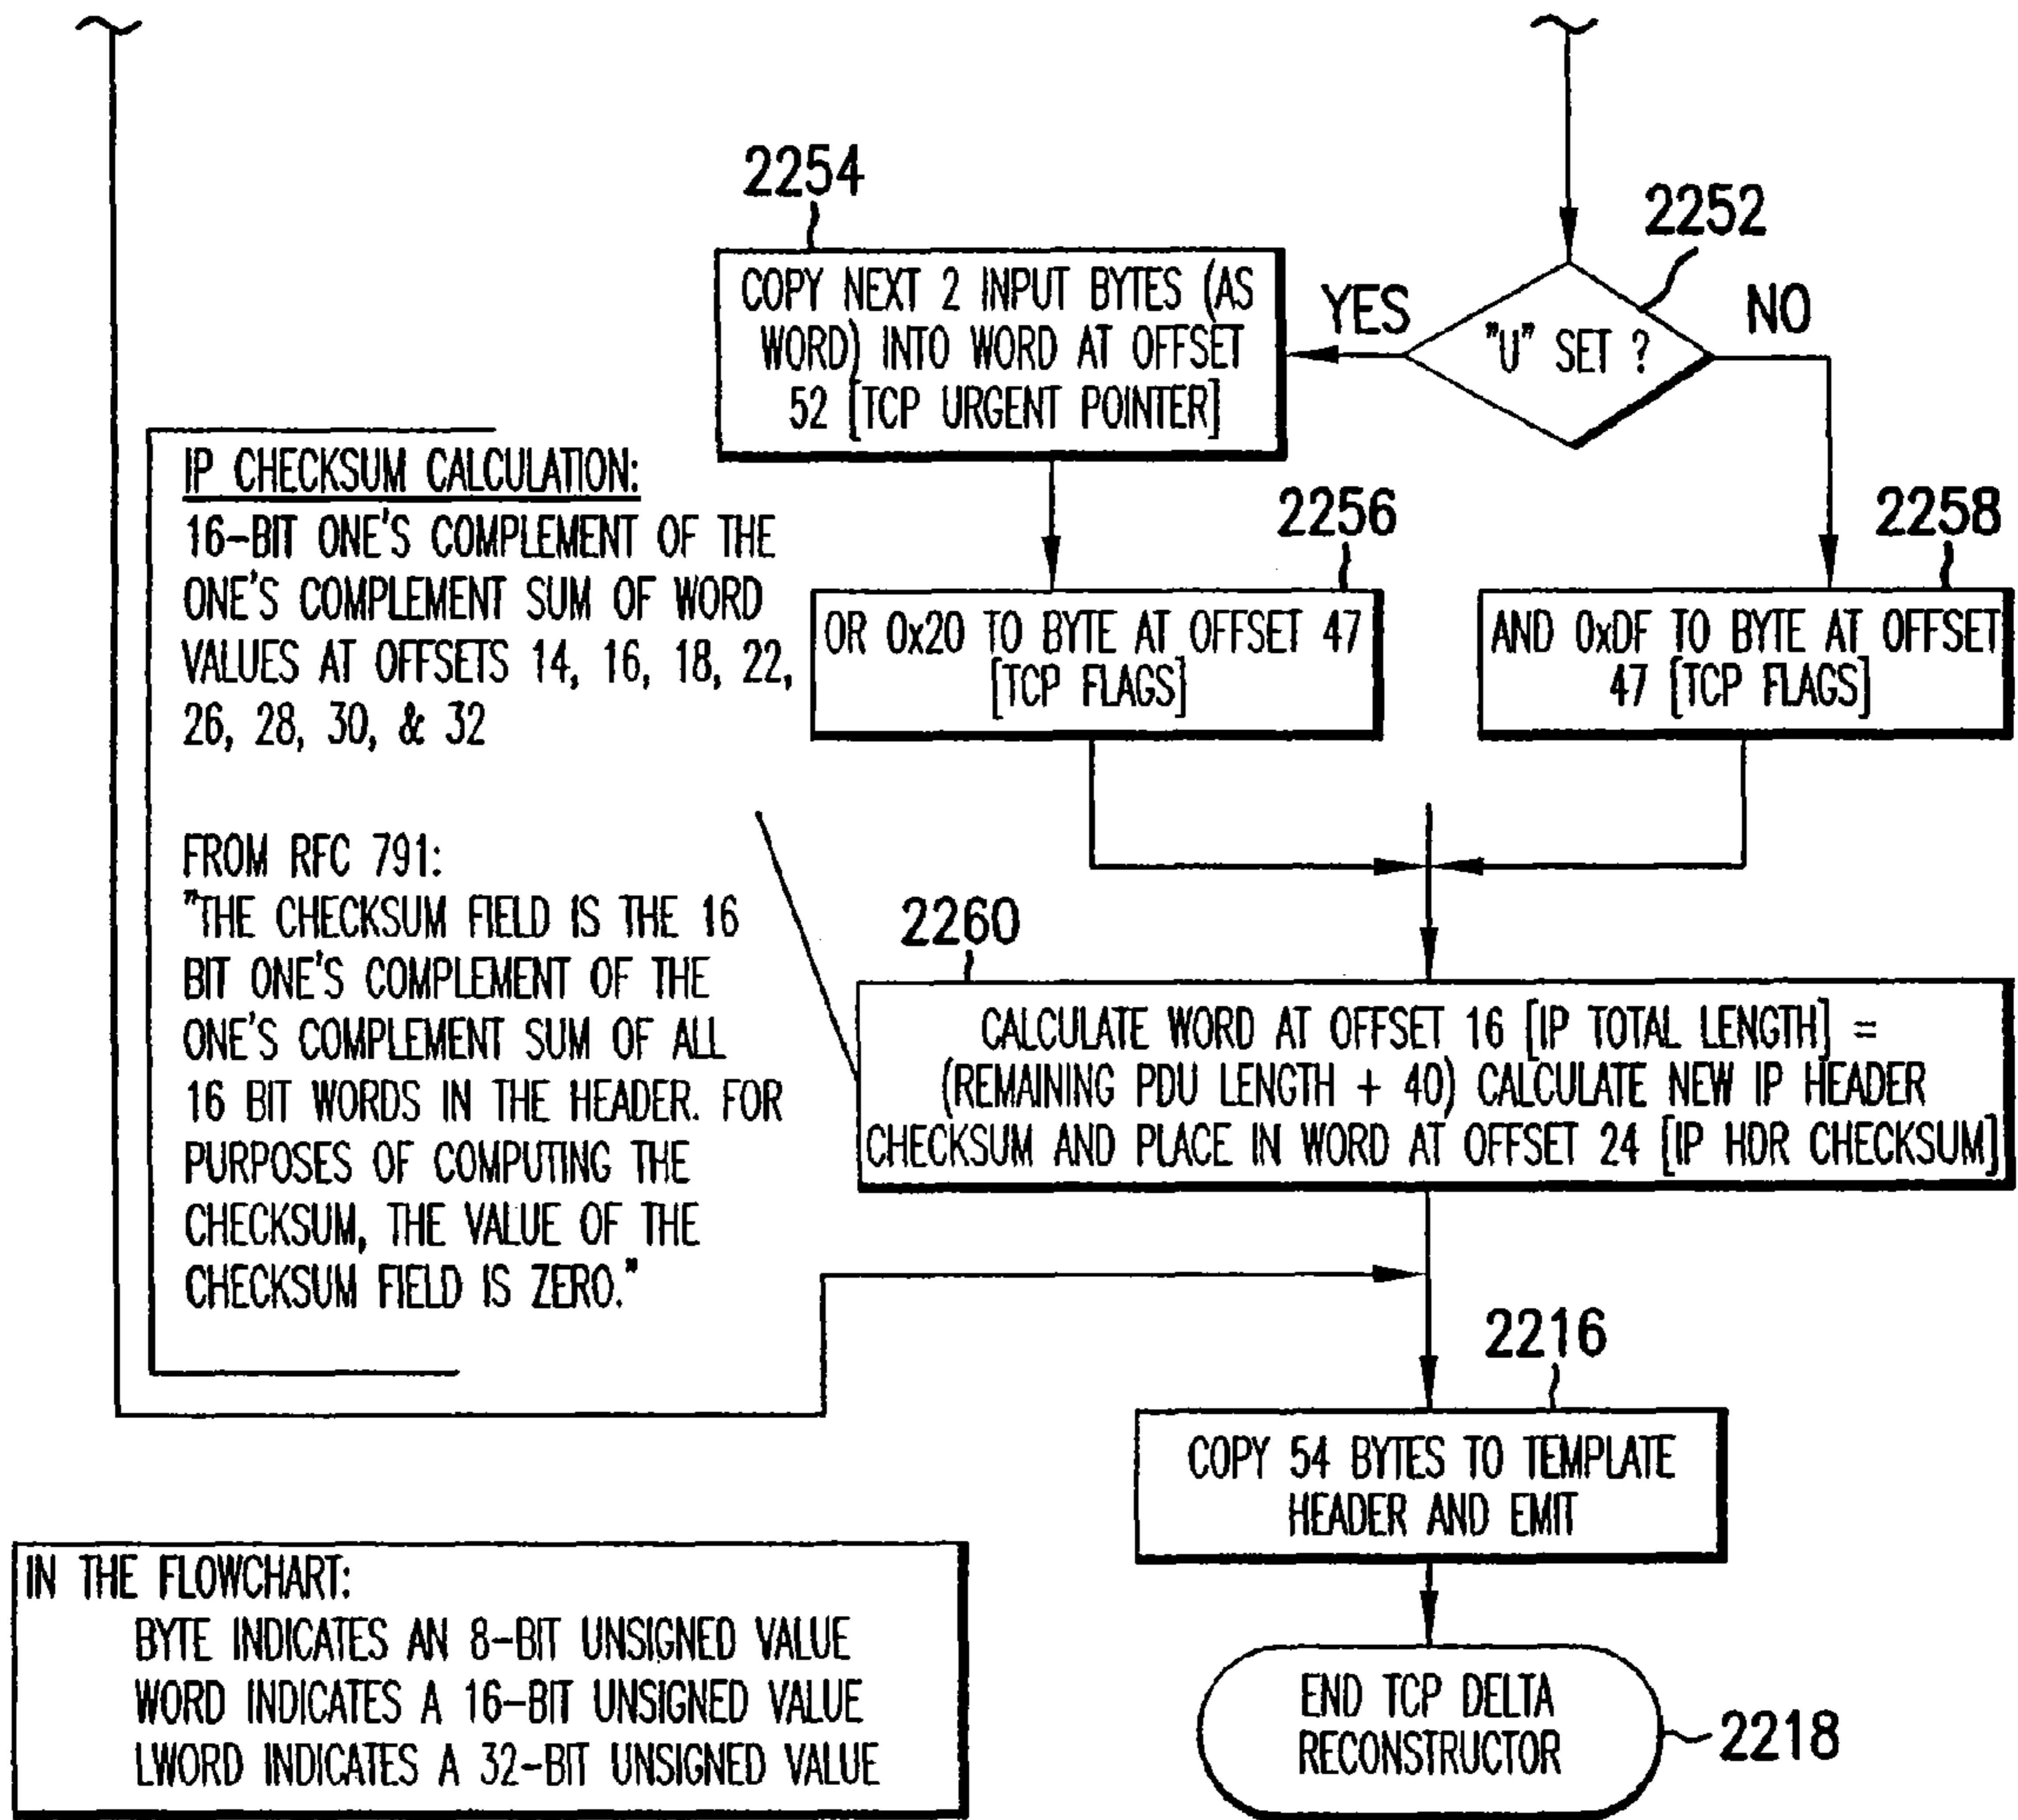 2254
2252
COPY NEXT 2 INPUT BYTES (AS
WORD) INTO WORD AT OFFSET
52 [TCP URGENT POINTER]
YES
"U" SET ?
NO
IP CHECKSUM CALCULATION:
16-BIT ONE'S COMPLEMENT OF THE
ONE'S COMPLEMENT SUM OF WORD
VALUES AT OFFSETS 14, 16, 18, 22,
26, 28, 30, & 32
FROM RFC 791:
"THE CHECKSUM FIELD IS THE 16
BIT ONE'S COMPLEMENT OF THE
ONE'S COMPLEMENT SUM OF ALL
16 BIT WORDS IN THE HEADER. FOR
PURPOSES OF COMPUTING THE
CHECKSUM, THE VALUE OF THE
CHECKSUM FIELD IS ZERO."
2256
OR 0x20 TO BYTE AT OFFSET 47
[TCP FLAGS]
2258
AND 0xDF TO BYTE AT OFFSET
47 [TCP FLAGS]
2260
CALCULATE WORD AT OFFSET 16 [IP TOTAL LENGTH] =
(REMAINING PDU LENGTH + 40) CALCULATE NEW IP HEADER
CHECKSUM AND PLACE IN WORD AT OFFSET 24 [IP HDR CHECKSUM]
2216
COPY 54 BYTES TO TEMPLATE
HEADER AND EMIT
END TCP DELTA
RECONSTRUCTOR
2218
IN THE FLOWCHART:
BYTE INDICATES AN 8-BIT UNSIGNED VALUE
WORD INDICATES A 16-BIT UNSIGNED VALUE
LWORD INDICATES A 32-BIT UNSIGNED VALUE